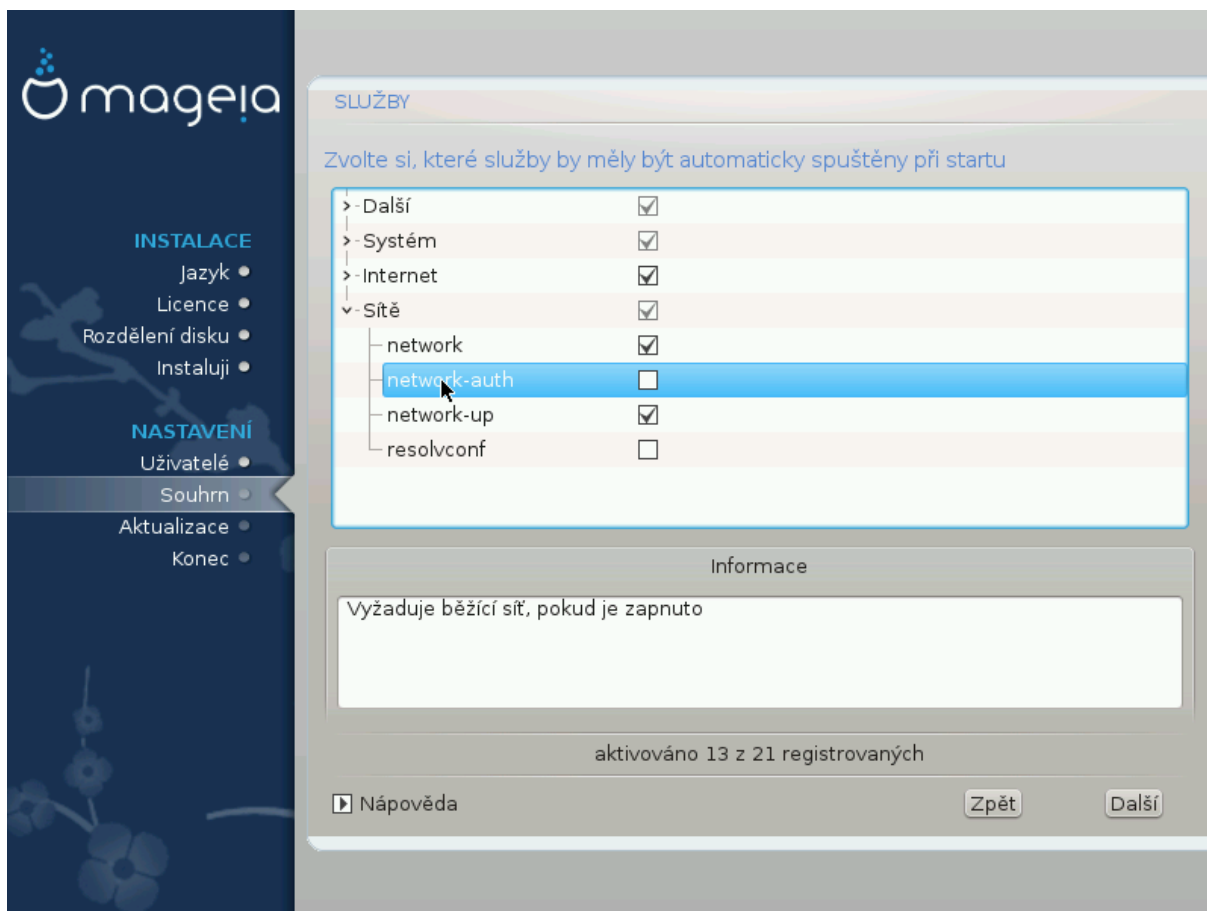 mageia
INSTALACE
Jazyk
Licence
Rozdělení disku
Instaluji
NASTAVENÍ
Uživatelé
Souhrn
Aktualizace
Konec
SLUŽBY
Zvolte si, které služby by měly být automaticky spuštěny při startu
Další
Systém
Internet
Sítě
network
network-auth
network-up
resolvconf
Informace
Vyžaduje běžící síť, pokud je zapnuto
aktivováno 13 z 21 registrovaných
Nápověda
Zpět
Další